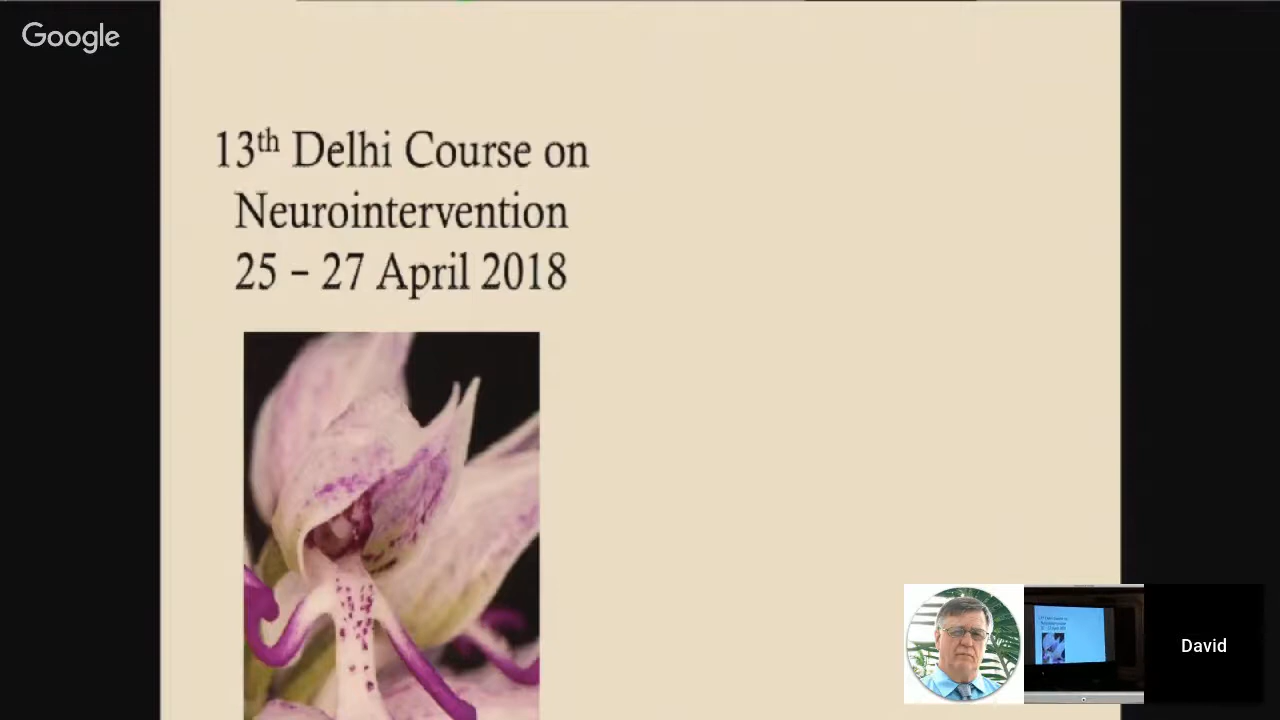 Google
13th Delhi Course on
Neurointervention
25 – 27 April 2018
David